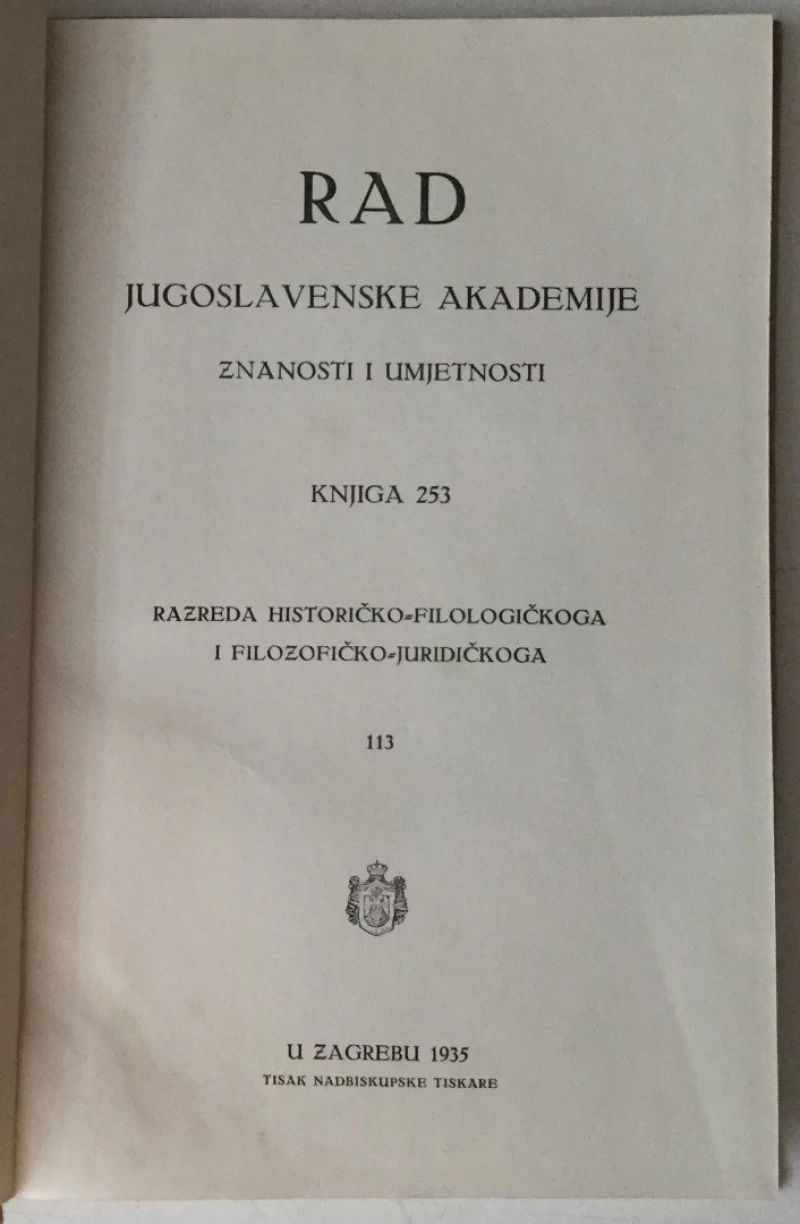 RAD
JUGOSLAVENSKE AKADEMIJE
ZNANOSTI I UMJETNOSTI
KNJIGA 253
RAZREDA HISTORIČKO-FILOLOGIČKOGA
I FILOZOFIČKO-JURIDIČKOGA
113
U ZAGREBU 1935
TISAK NADBISKUPSKE TISKARE